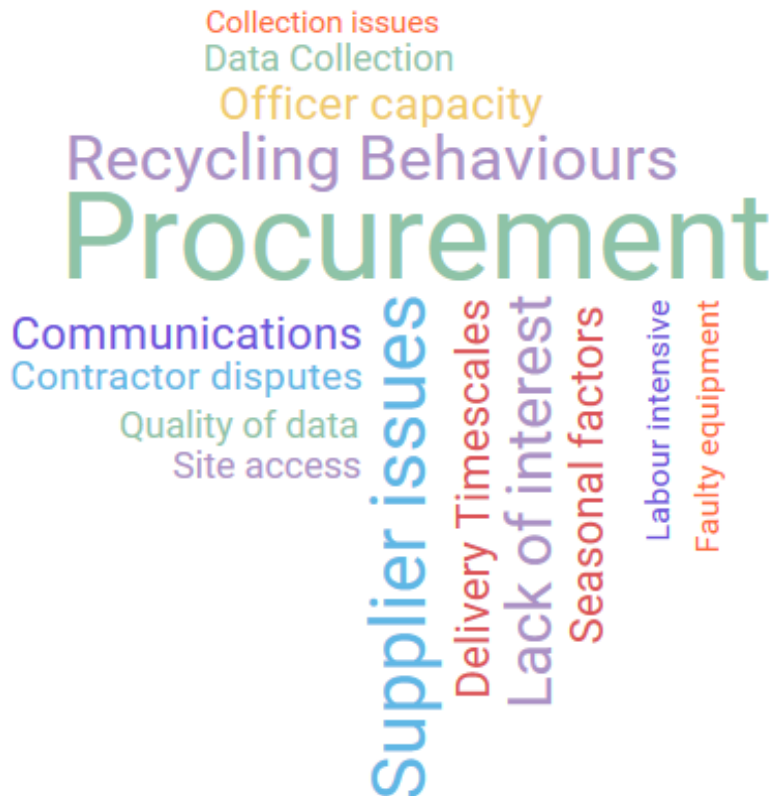 Collection issues
Data Collection
Officer capacity
Recycling Behaviours
Procurement
Communications
Contractor disputes
Quality of data
Site access
Supplier issues
Delivery Timescales
Lack of interest
Seasonal factors
Labour intensive
Faulty equipment